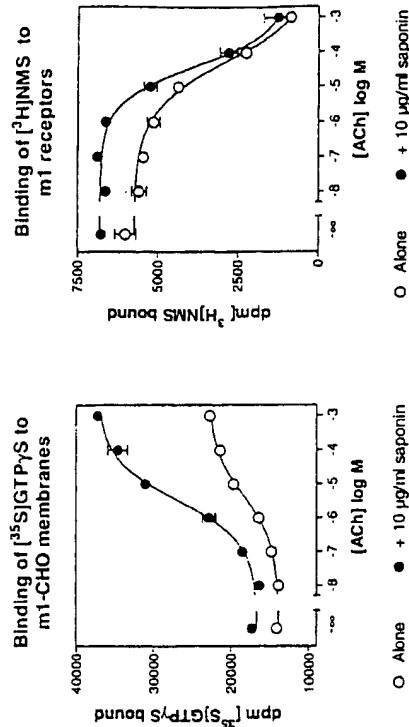 Binding of [³⁵S]GTPγS to
m1-CHO membranes
dpm [³⁵S]GTPγS bound
40000
30000
20000
10000
-∞ -8 -7 -6 -5 -4 -3
[ACh] log M
○ Alone ● + 10 µg/ml saponin
Binding of [³H]NMS to
m1 receptors
dpm[³H]NMS bound
7500
5000
2500
0
-∞ -8 -7 -6 -5 -4 -3
[ACh] log M
○ Alone ● + 10 µg/ml saponin